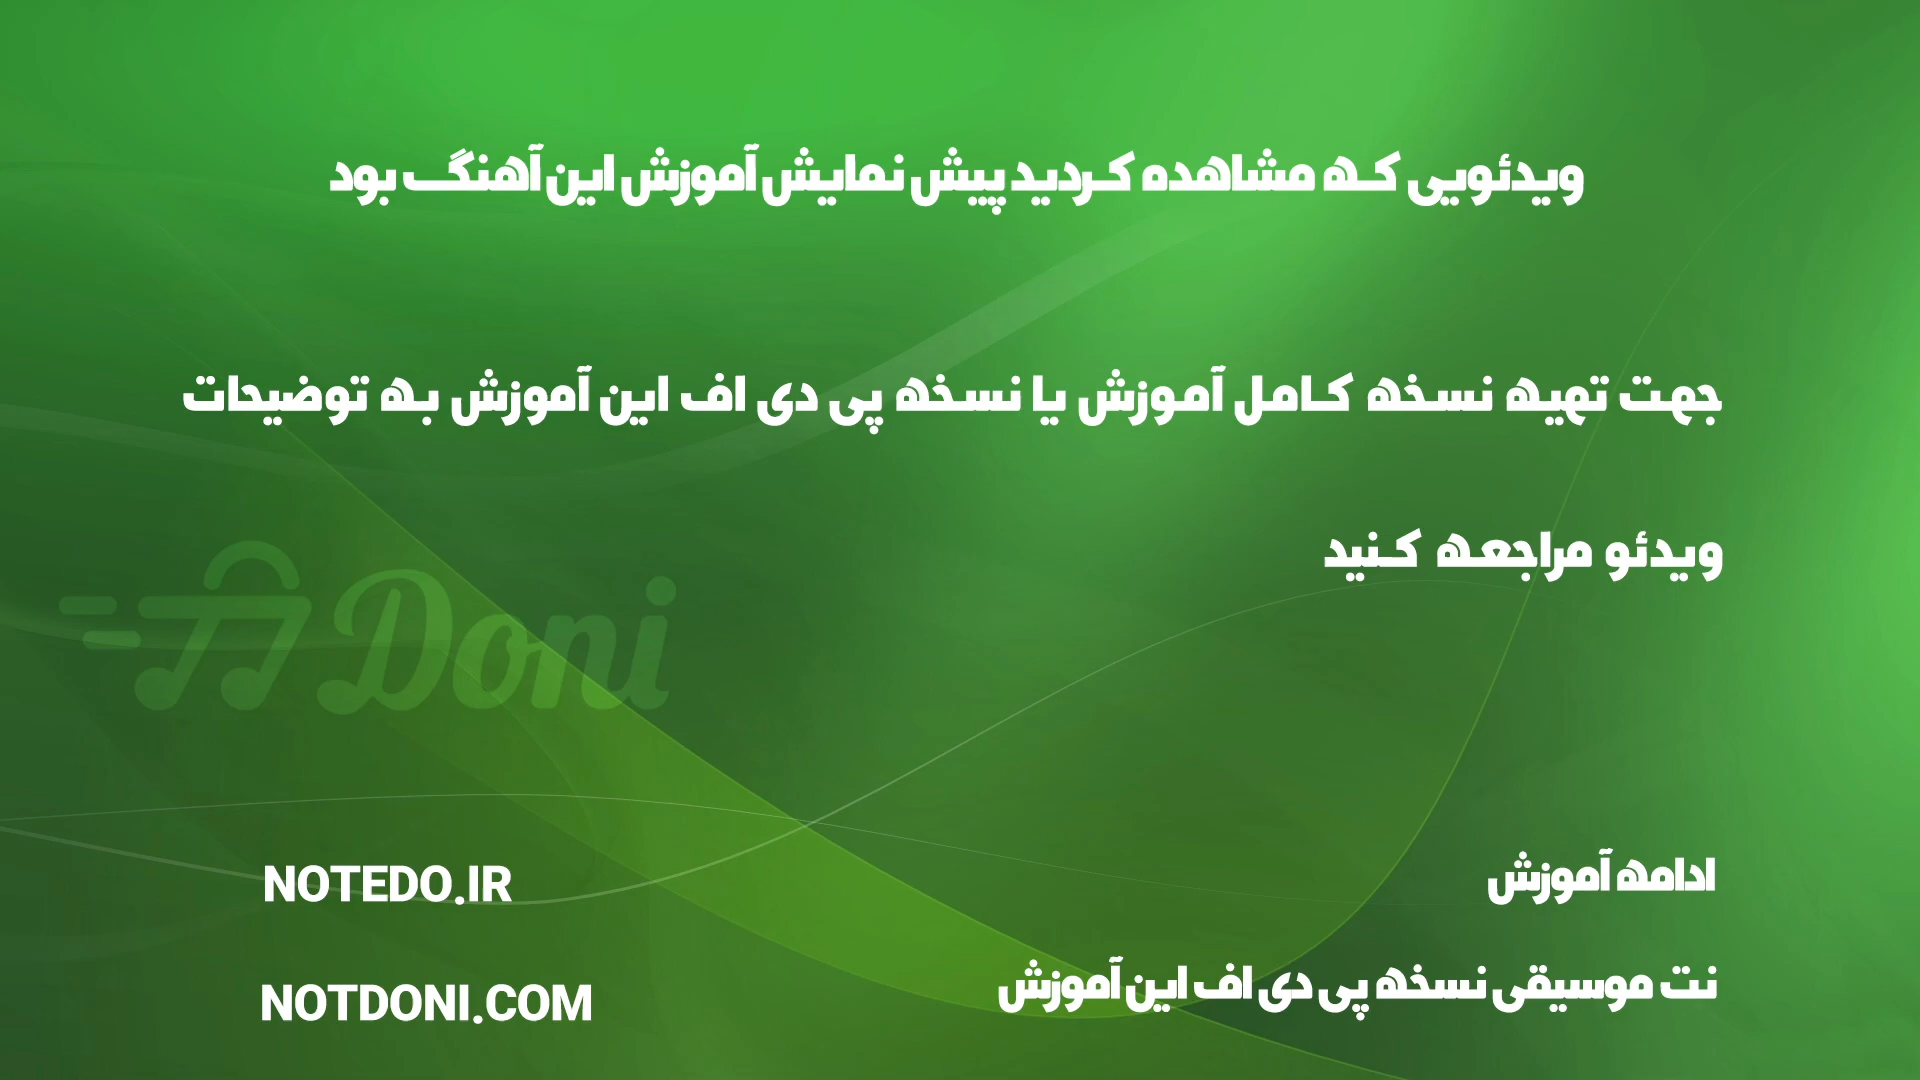 ویدئویی که مشاهده کردید پیش نمایش آموزش این آهنگ بود
جهت تهیه نسخه کامل آموزش یا نسخه پی دی اف این آموزش به توضیحات
ویدئو مراجعه کنید
Doni
ادامه آموزش
NOTEDO.IR
نت موسیقی نسخه پی دی اف این آموزش
NOTDONI.COM